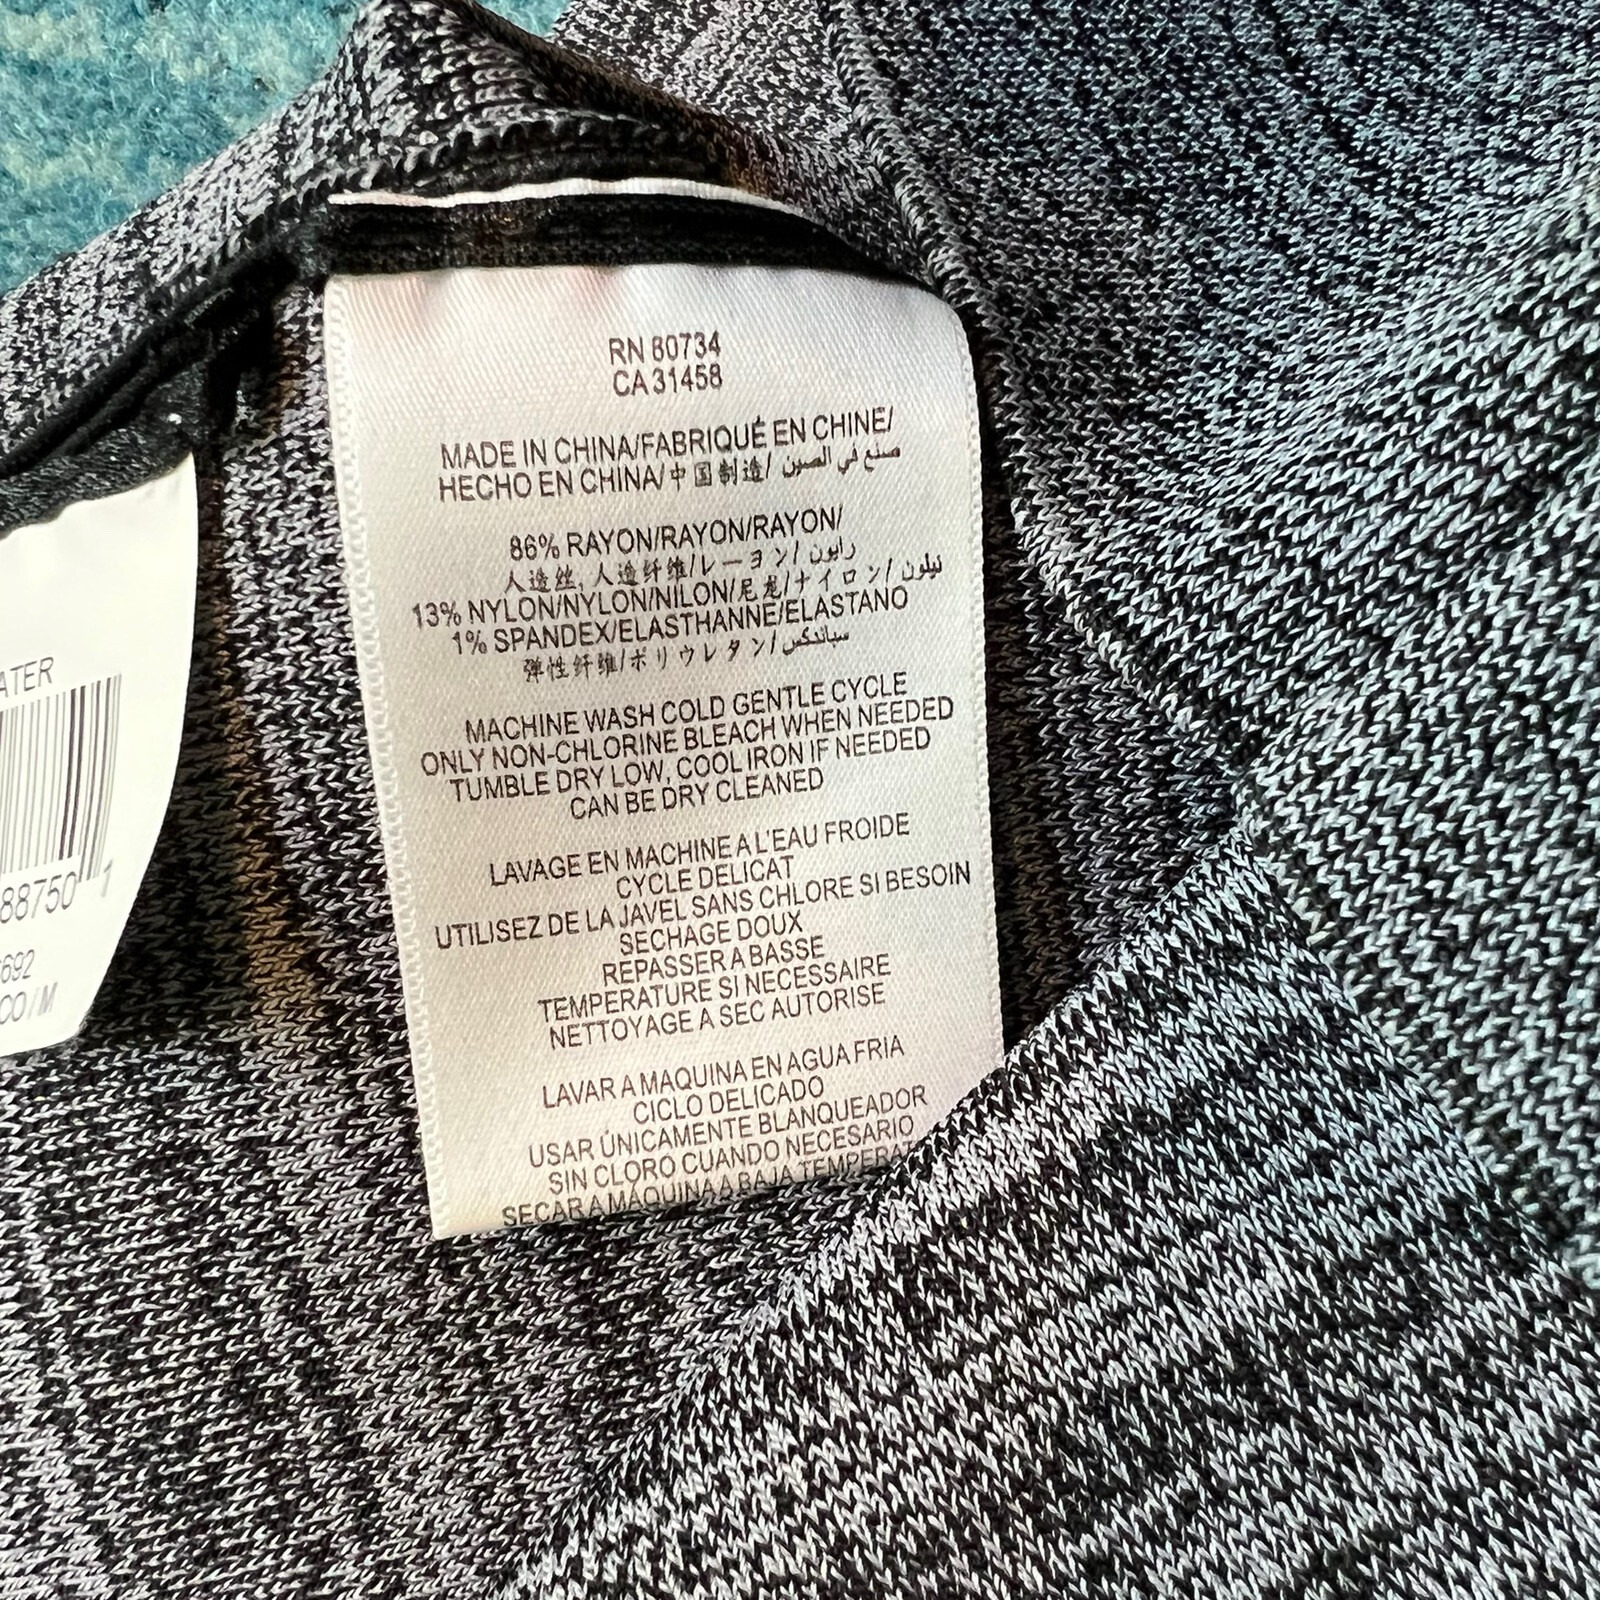 RN 80734
CA 31458
MADE IN CHINA/FABRIQUÉ EN CHINE/
HECHO EN CHINA/中国制造/ صنع في الصين
86% RAYON/RAYON/RAYON/
人造丝, 人造纤维/レーヨン/ رايون
13% NYLON/NYLON/NILON/尼龙/ナイロン/ نيلون
1% SPANDEX/ELASTHANNE/ELASTANO
弹性纤维/ポリウレタン/ سباندكس
MACHINE WASH COLD GENTLE CYCLE
ONLY NON-CHLORINE BLEACH WHEN NEEDED
TUMBLE DRY LOW, COOL IRON IF NEEDED
CAN BE DRY CLEANED
LAVAGE EN MACHINE A L'EAU FROIDE
CYCLE DELICAT
UTILISEZ DE LA JAVEL SANS CHLORE SI BESOIN
SECHAGE DOUX
REPASSER A BASSE
TEMPERATURE SI NECESSAIRE
NETTOYAGE A SEC AUTORISE
LAVAR A MAQUINA EN AGUA FRIA
CICLO DELICADO
USAR ÚNICAMENTE BLANQUEADOR
SIN CLORO CUANDO NECESARIO
SECAR A MÁQUINA A BAJA TEMPERAT
ATER
88750 1
692
CO/M